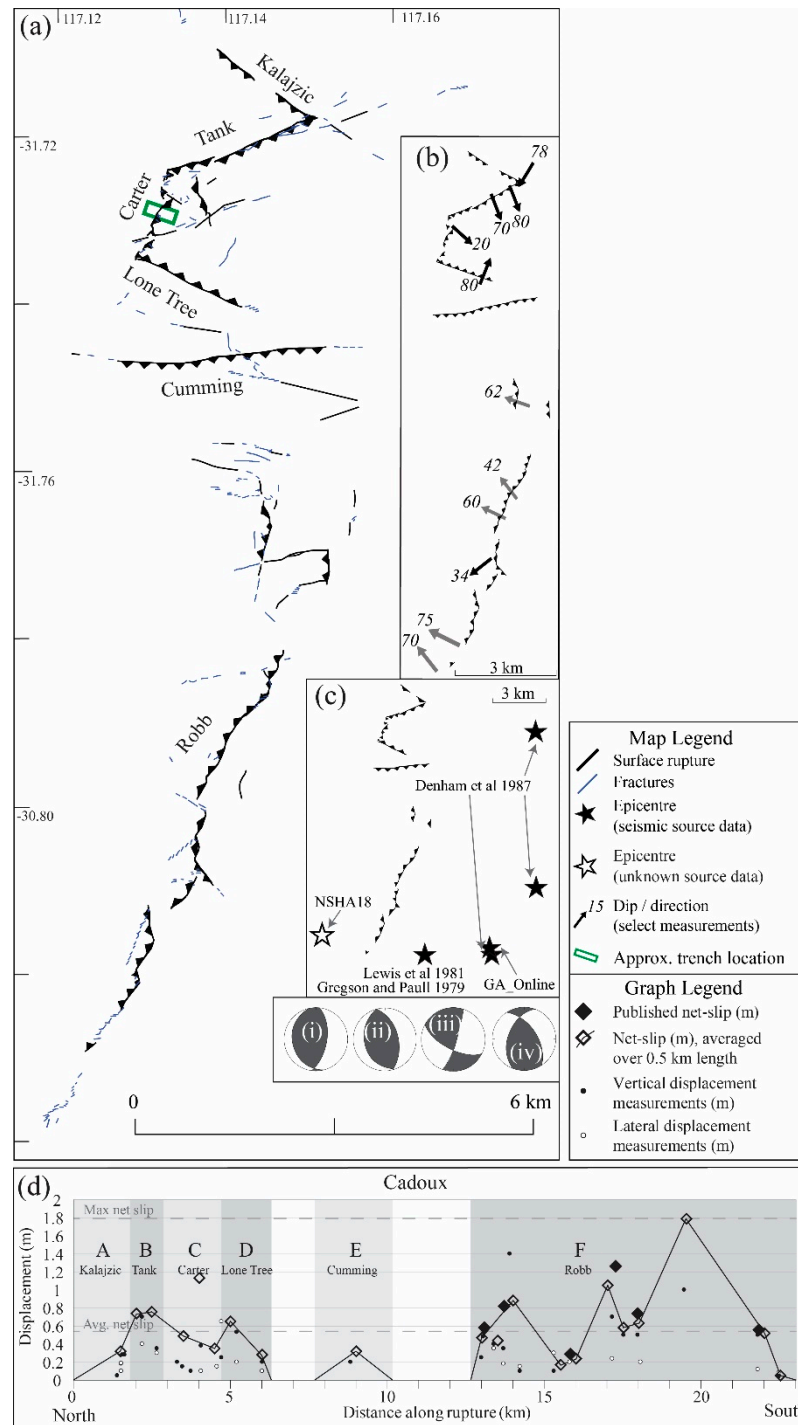 (a)
117.12
117.14
117.16
Kalajzic
Tank
-31.72
Carter
Lone Tree
Cumming
-31.76
Robb
-30.80
(b)
78
70
80
20
80
62
42
60
34
75
70
3 km
(c)
3 km
Denham et al 1987
NSHA18
Lewis et al 1981
Gregson and Paull 1979
GA_Online
(i)
(ii)
(iii)
(iv)
0
6 km
Map Legend
Surface rupture
Fractures
Epicentre
(seismic source data)
Epicentre
(unknown source data)
15
Dip / direction
(select measurements)
Approx. trench location
Graph Legend
Published net-slip (m)
Net-slip (m), averaged
over 0.5 km length
Vertical displacement
measurements (m)
Lateral displacement
measurements (m)
(d)
Cadoux
Displacement (m)
2
1.8
1.6
1.4
1.2
1
0.8
0.6
0.4
0.2
0
Max net slip
Avg. net slip
A
Kalajzic
B
Tank
C
Carter
D
Lone Tree
E
Cumming
F
Robb
0
5
10
15
20
North
Distance along rupture (km)
Sout